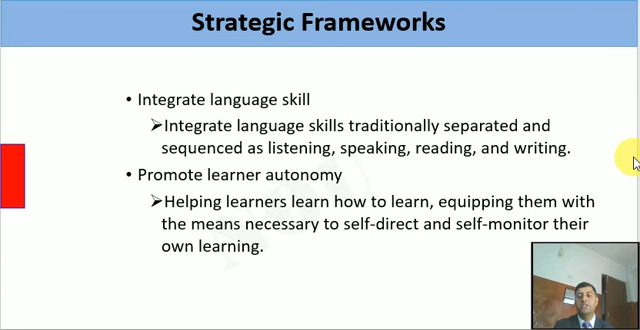 Strategic Frameworks
• Integrate language skill
➢Integrate language skills traditionally separated and
sequenced as listening, speaking, reading, and writing.
• Promote learner autonomy
➢Helping learners learn how to learn, equipping them with
the means necessary to self-direct and self-monitor their
own learning.